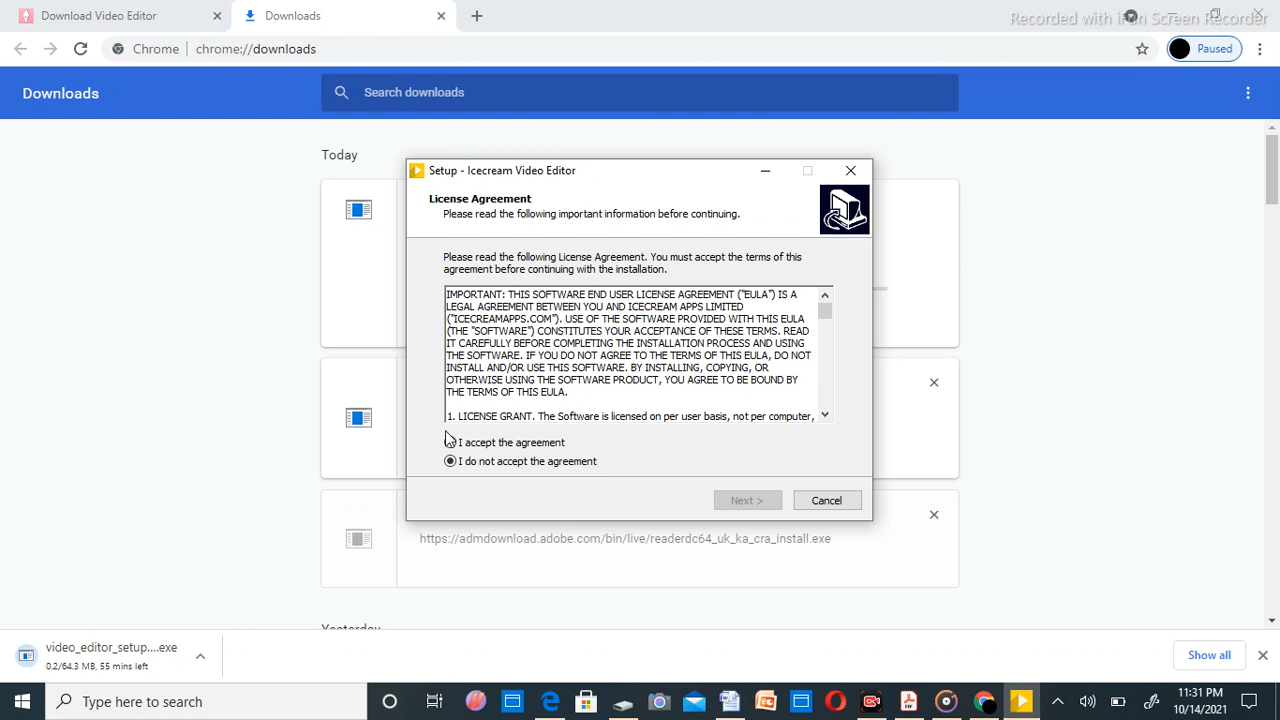 Download Video Editor
Downloads
Recorded with iFun Screen Recorder
Chrome
chrome://downloads
Paused
Downloads
Search downloads
Today
Setup - Icecream Video Editor
License Agreement
Please read the following important information before continuing.
Please read the following License Agreement. You must accept the terms of this
agreement before continuing with the installation.
IMPORTANT: THIS SOFTWARE END USER LICENSE AGREEMENT ("EULA") IS A
LEGAL AGREEMENT BETWEEN YOU AND ICECREAM APPS LIMITED
("ICECREAMAPPS.COM"). USE OF THE SOFTWARE PROVIDED WITH THIS EULA
(THE "SOFTWARE") CONSTITUTES YOUR ACCEPTANCE OF THESE TERMS. READ
IT CAREFULLY BEFORE COMPLETING THE INSTALLATION PROCESS AND USING
THE SOFTWARE. IF YOU DO NOT AGREE TO THE TERMS OF THIS EULA, DO NOT
INSTALL AND/OR USE THIS SOFTWARE. BY INSTALLING, COPYING, OR
OTHERWISE USING THE SOFTWARE PRODUCT, YOU AGREE TO BE BOUND BY
THE TERMS OF THIS EULA.
1. LICENSE GRANT. The Software is licensed on per user basis, not per computer,
I accept the agreement
I do not accept the agreement
Next >
Cancel
https://admdownload.adobe.com/bin/live/readerdc64_uk_ka_cra_install.exe
Yesterday
video_editor_setup....exe
0.2/64.3 MB, 55 mins left
Show all
Type here to search
11:31 PM
10/14/2021